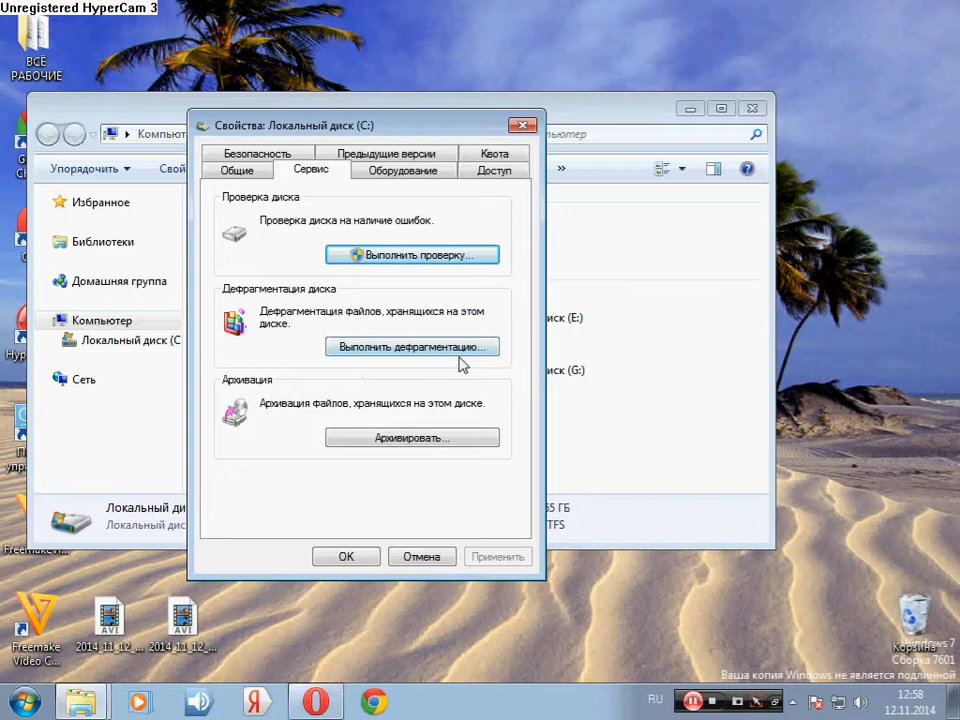 Unregistered HyperCam 3
ВСЁ
РАБОЧИЕ
Свойства: Локальный диск (C:)
Упорядочить
Избранное
Библиотеки
Домашняя группа
Компьютер
Локальный диск (C
Сеть
Безопасность
Предыдущие версии
Квота
Общие
Сервис
Оборудование
Доступ
»
Проверка диска
Проверка диска на наличие ошибок.
Выполнить проверку...
Дефрагментация диска
Дефрагментация файлов, хранящихся на этом
диске.
Выполнить дефрагментацию...
Архивация
Архивация файлов, хранящихся на этом диске.
Архивировать...
OK
Отмена
Применить
иск (E:)
иск (G:)
Локальный ди
Локальный дис
ГБ
TFS
Freemake
Video C...
2014_11_12_...
2014_11_12_...
Корзина
Windows 7
Сборка 7601
Ваша копия Windows не является подлинной
RU
12:58
12.11.2014